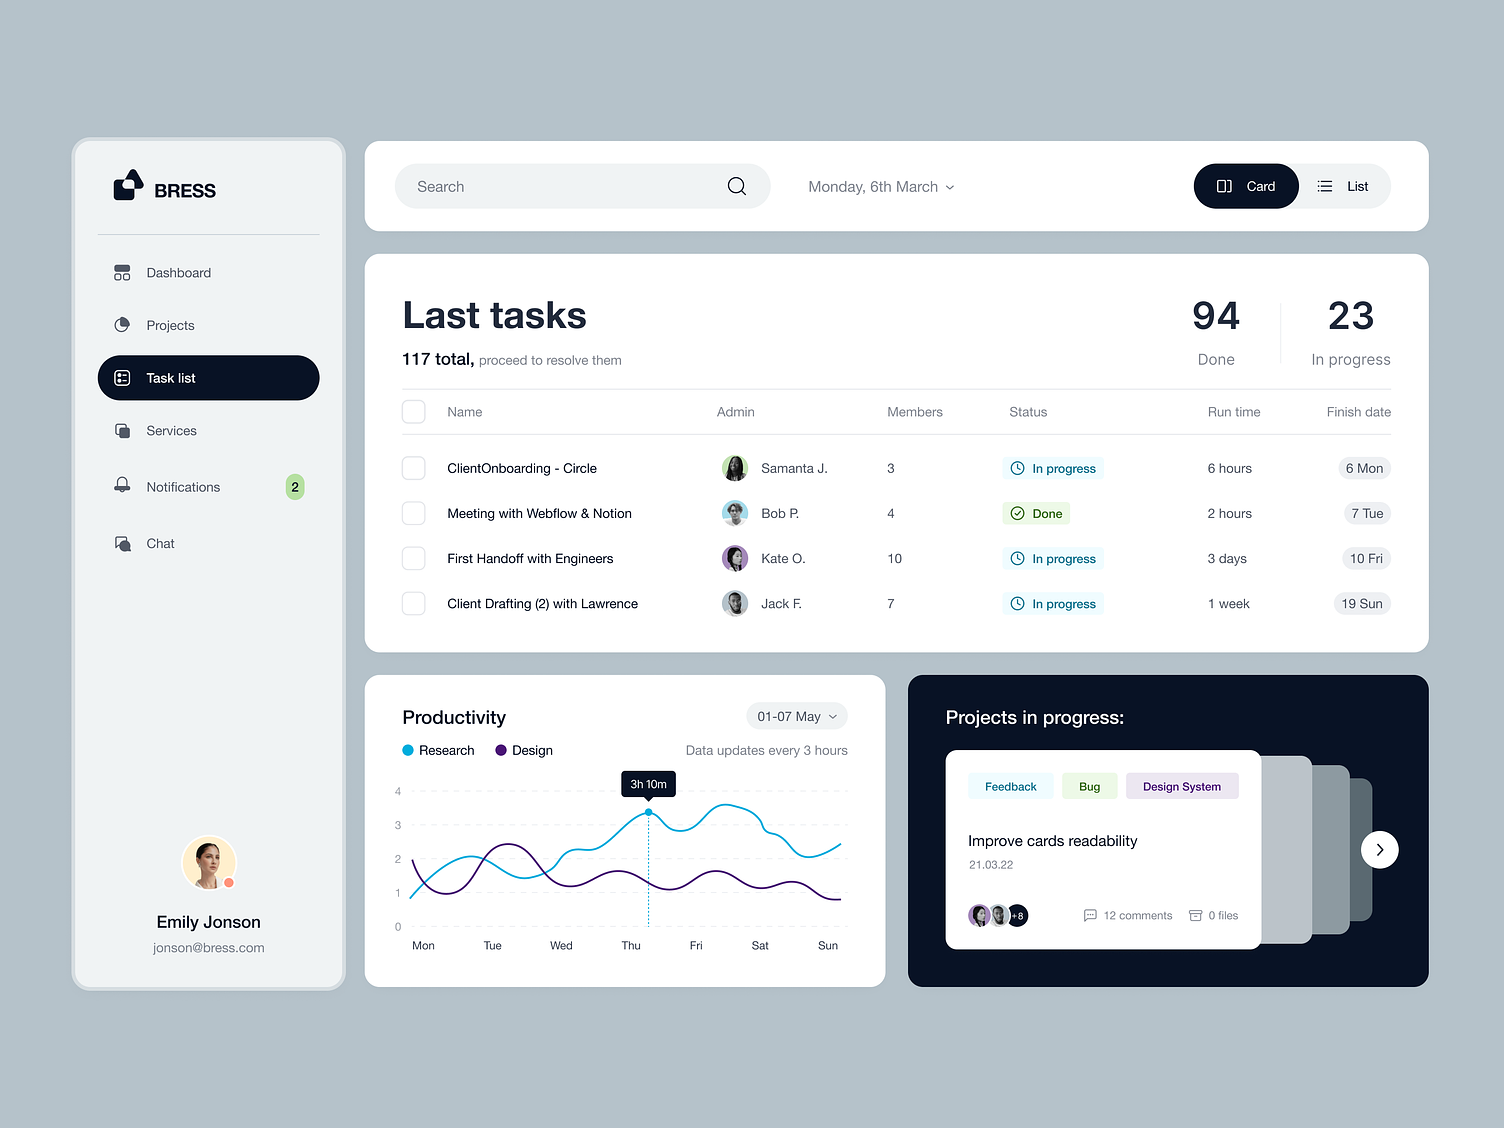 BRESS
Dashboard
Projects
Task list
Services
Notifications 2
Chat
Emily Jonson
jonson@bress.com
Search
Monday, 6th March
Card
List
Last tasks
117 total, proceed to resolve them
94
Done
23
In progress
Name Admin Members Status Run time Finish date
ClientOnboarding - Circle Samanta J. 3 In progress 6 hours 6 Mon
Meeting with Webflow & Notion Bob P. 4 Done 2 hours 7 Tue
First Handoff with Engineers Kate O. 10 In progress 3 days 10 Fri
Client Drafting (2) with Lawrence Jack F. 7 In progress 1 week 19 Sun
Productivity
01-07 May
Research Design
Data updates every 3 hours
3h 10m
4
3
2
1
0
Mon Tue Wed Thu Fri Sat Sun
Projects in progress:
Feedback Bug Design System
Improve cards readability
21.03.22
+8
12 comments
0 files